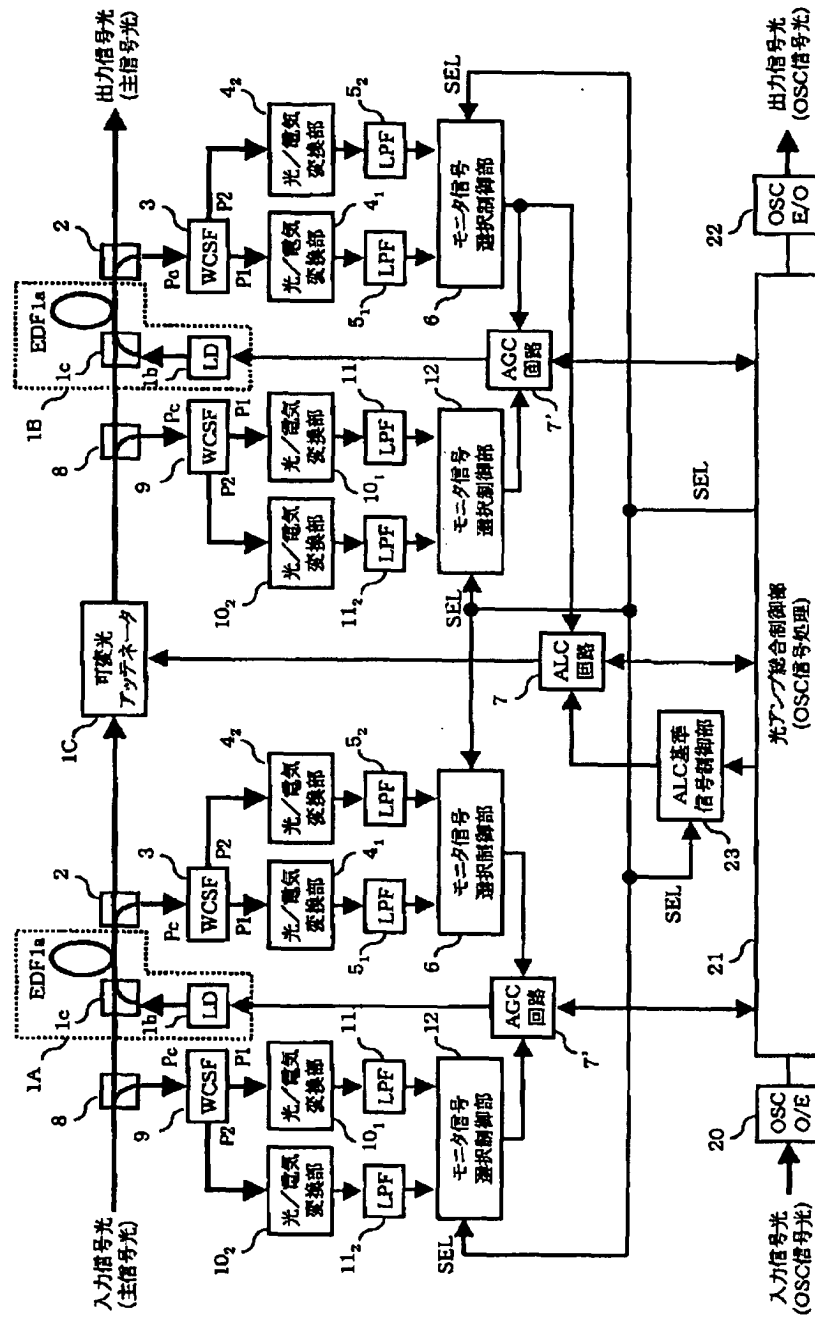 入力信号光
(主信号光)
8
1A
1c
EDF1a
1b
LD
2
Pc
9
WCSF
P2
P1
Pc
3
WCSF
P1
P2
10₂
光／電気
変換部
10₁
光／電気
変換部
4₁
光／電気
変換部
4₂
光／電気
変換部
11₂
LPF
11
LPF
5₁
LPF
5₂
LPF
SEL
12
モニタ信号
選択制御部
6
モニタ信号
選択制御部
AGC
回路
7'
1C
可変光
アッテネータ
8
1B
1c
EDF1a
1b
LD
2
出力信号光
(主信号光)
Pc
9
WCSF
P2
P1
Pc
3
WCSF
P1
P2
10₂
光／電気
変換部
10₁
光／電気
変換部
4₁
光／電気
変換部
4₂
光／電気
変換部
11₂
LPF
11
LPF
5₁
LPF
5₂
LPF
SEL
12
モニタ信号
選択制御部
6
モニタ信号
選択制御部
SEL
AGC
回路
7'
7
ALC
回路
ALC基準
信号制御部
23
SEL
SEL
入力信号光
(OSC信号光)
20
OSC
O/E
21
光アンプ総合制御部
(OSC信号処理)
22
OSC
E/O
出力信号光
(OSC信号光)